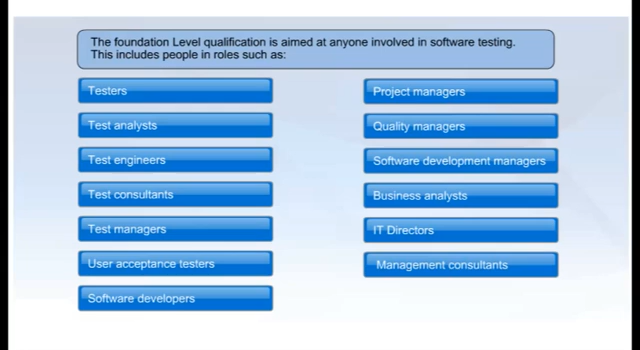 The foundation Level qualification is aimed at anyone involved in software testing.
This includes people in roles such as:
Testers
Test analysts
Test engineers
Test consultants
Test managers
User acceptance testers
Software developers
Project managers
Quality managers
Software development managers
Business analysts
IT Directors
Management consultants